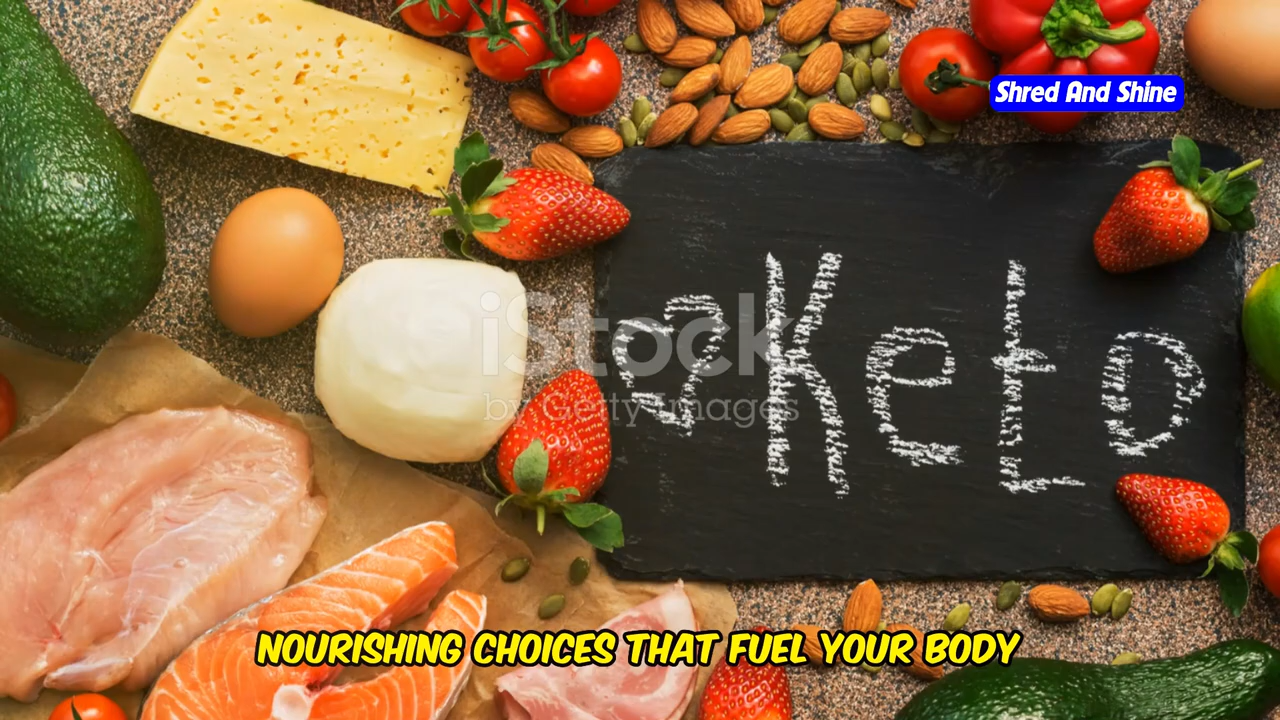 Shred And Shine
Keto
iStock
by Getty Images
NOURISHING CHOICES THAT FUEL YOUR BODY